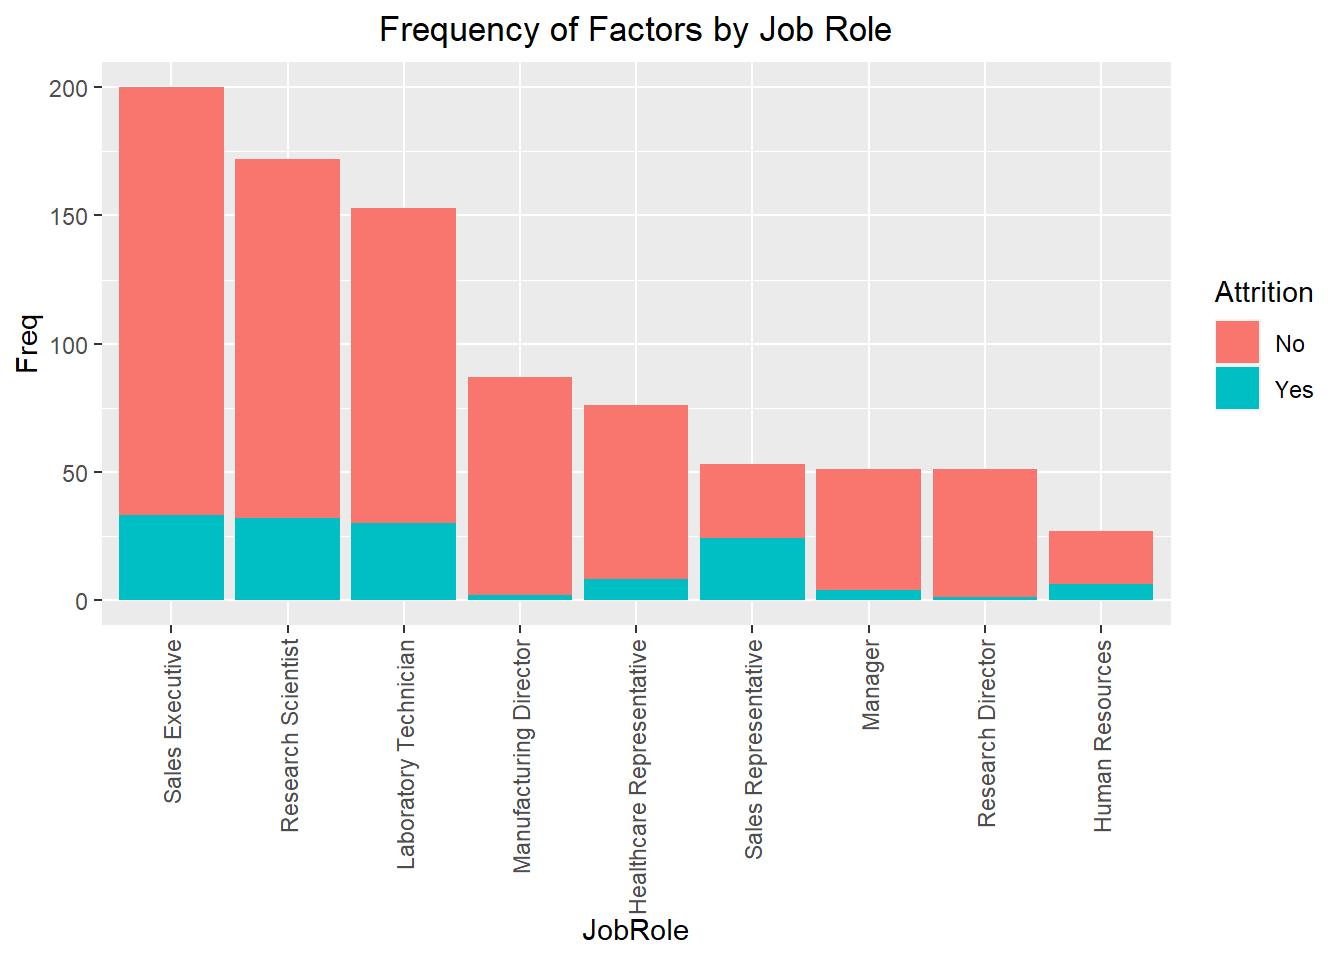 Frequency of Factors by Job Role
Freq
200
150
100
50
0
Sales Executive
Research Scientist
Laboratory Technician
Manufacturing Director
Healthcare Representative
Sales Representative
Manager
Research Director
Human Resources
JobRole
Attrition
No
Yes